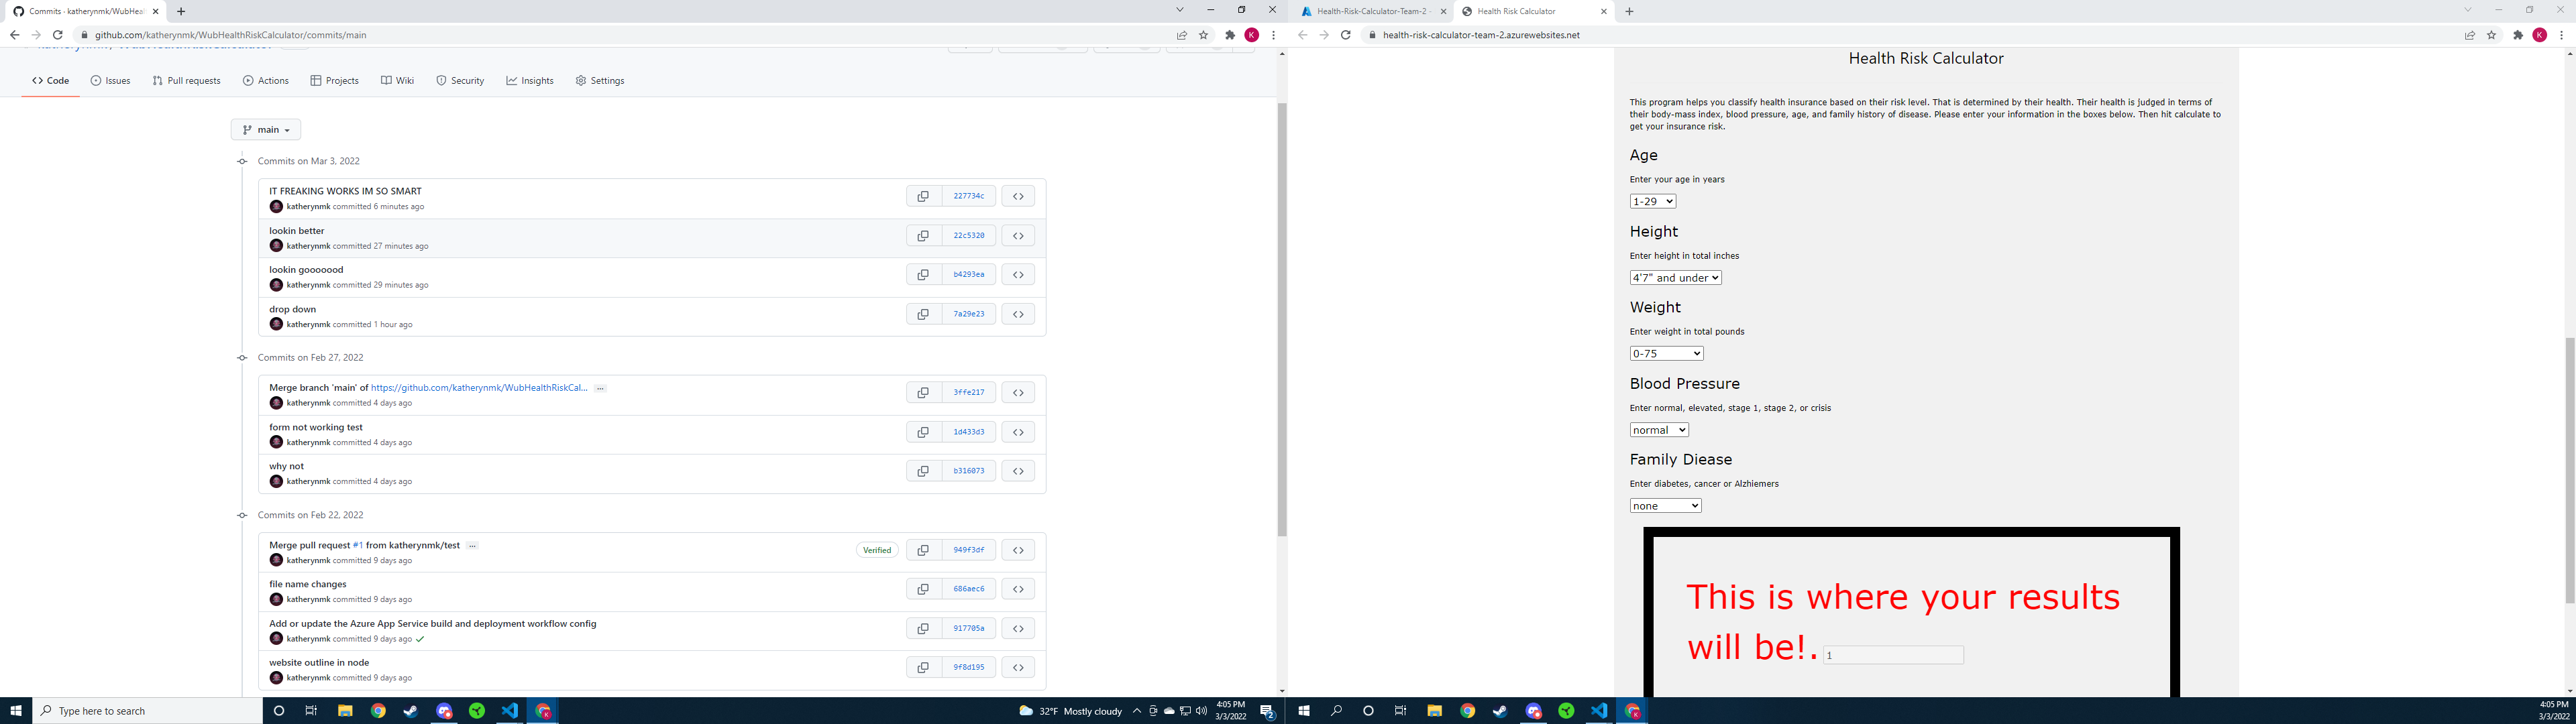 Commits · katherynmk/WubHeal
github.com/katherynmk/WubHealthRiskCalculator/commits/main
K
Code
Issues
Pull requests
Actions
Projects
Wiki
Security
Insights
Settings
main
Commits on Mar 3, 2022
IT FREAKING WORKS IM SO SMART
katherynmk committed 6 minutes ago
227734c
lookin better
katherynmk committed 27 minutes ago
22c5320
lookin gooooood
katherynmk committed 29 minutes ago
b4293ea
drop down
katherynmk committed 1 hour ago
7a29e23
Commits on Feb 27, 2022
Merge branch 'main' of https://github.com/katherynmk/WubHealthRiskCal... ...
katherynmk committed 4 days ago
3ffe217
form not working test
katherynmk committed 4 days ago
1d433d3
why not
katherynmk committed 4 days ago
b316073
Commits on Feb 22, 2022
Merge pull request #1 from katherynmk/test ...
katherynmk committed 9 days ago
Verified
949f3df
file name changes
katherynmk committed 9 days ago
686aec6
Add or update the Azure App Service build and deployment workflow config
katherynmk committed 9 days ago
917705a
website outline in node
katherynmk committed 9 days ago
9f8d195
Type here to search
32°F Mostly cloudy
4:05 PM
3/3/2022
2
Health-Risk-Calculator-Team-2 -
Health Risk Calculator
health-risk-calculator-team-2.azurewebsites.net
K
Health Risk Calculator
This program helps you classify health insurance based on their risk level. That is determined by their health. Their health is judged in terms of
their body-mass index, blood pressure, age, and family history of disease. Please enter your information in the boxes below. Then hit calculate to
get your insurance risk.
Age
Enter your age in years
1-29
Height
Enter height in total inches
4'7" and under
Weight
Enter weight in total pounds
0-75
Blood Pressure
Enter normal, elevated, stage 1, stage 2, or crisis
normal
Family Diease
Enter diabetes, cancer or Alzhiemers
none
This is where your results
will be!. 1
4:05 PM
3/3/2022